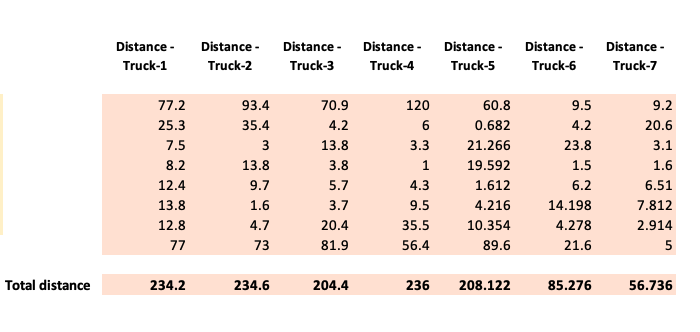 Distance - Distance - Distance - Distance - Distance - Distance - Distance -
Truck-1 Truck-2 Truck-3 Truck-4 Truck-5 Truck-6 Truck-7
77.2 93.4 70.9 120 60.8 9.5 9.2
25.3 35.4 4.2 6 0.682 4.2 20.6
7.5 3 13.8 3.3 21.266 23.8 3.1
8.2 13.8 3.8 1 19.592 1.5 1.6
12.4 9.7 5.7 4.3 1.612 6.2 6.51
13.8 1.6 3.7 9.5 4.216 14.198 7.812
12.8 4.7 20.4 35.5 10.354 4.278 2.914
77 73 81.9 56.4 89.6 21.6 5
Total distance 234.2 234.6 204.4 236 208.122 85.276 56.736